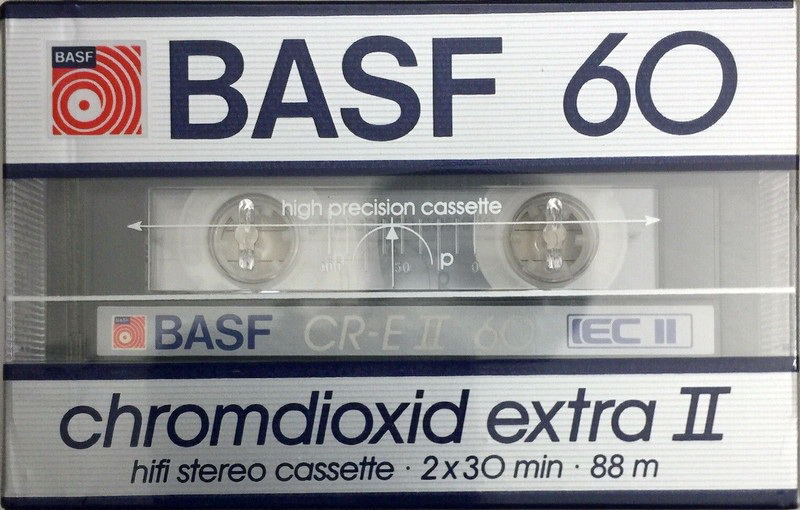 BASF BASF 60
high precision cassette
50 0
p
BASF BASF CR-E II 60 IEC II
chromdioxid extra II
hifi stereo cassette · 2x30 min · 88 m